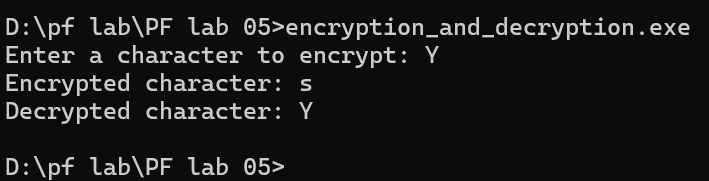 D:\pf lab\PF lab 05>encryption_and_decryption.exe
Enter a character to encrypt: Y
Encrypted character: s
Decrypted character: Y
D:\pf lab\PF lab 05>